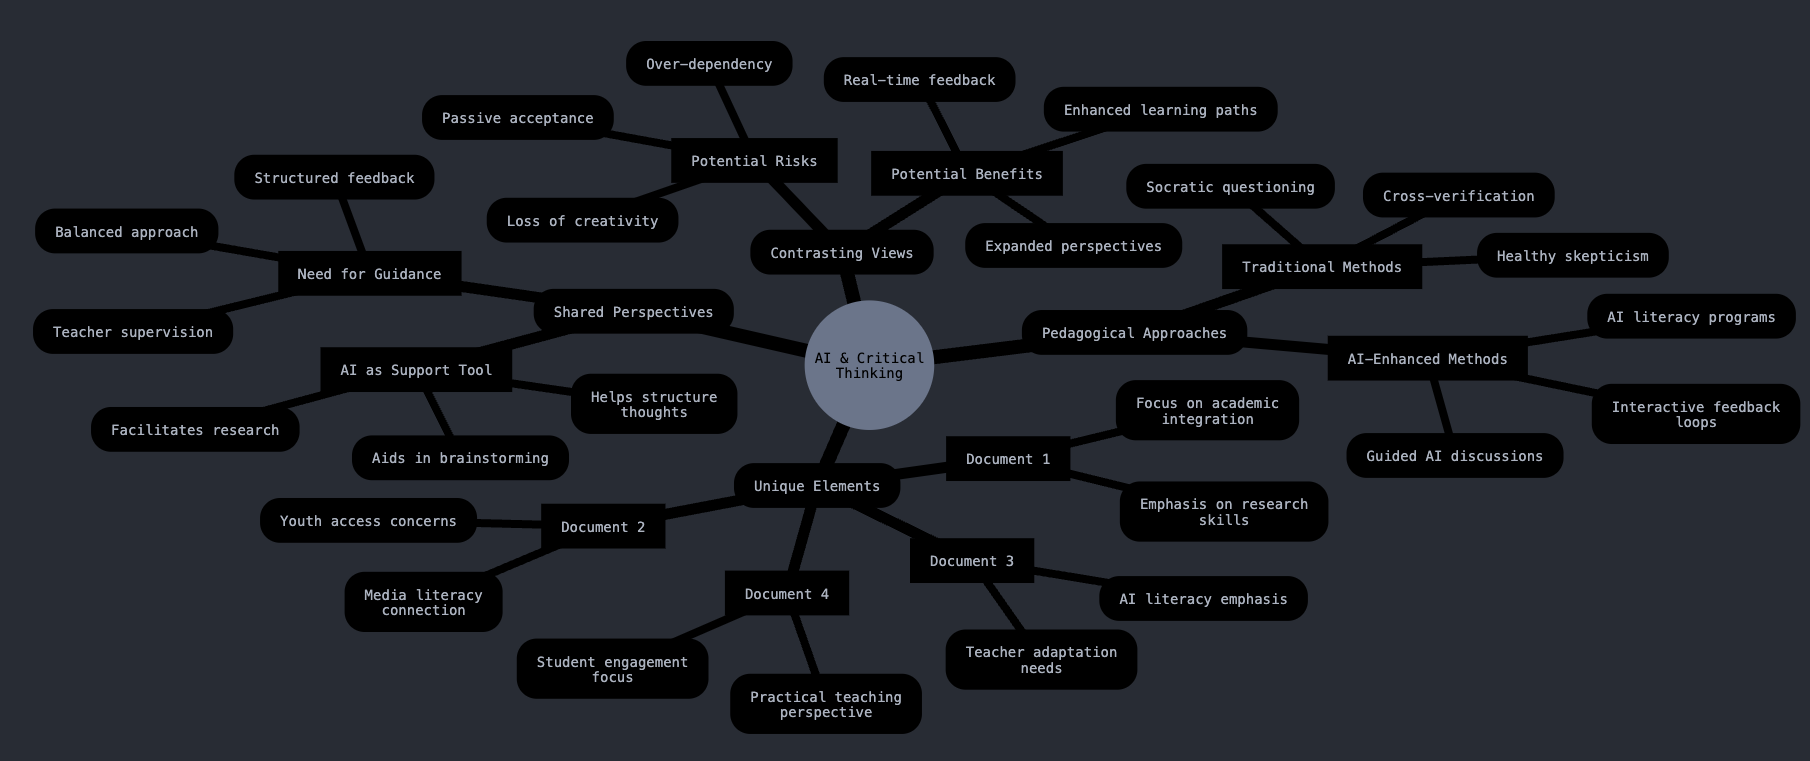 Over-dependency
Real-time feedback
Passive acceptance
Enhanced learning paths
Potential Risks
Potential Benefits
Structured feedback
Socratic questioning
Cross-verification
Loss of creativity
Balanced approach
Contrasting Views
Expanded perspectives
Healthy skepticism
Need for Guidance
Traditional Methods
Shared Perspectives
AI literacy programs
Teacher supervision
Pedagogical Approaches
AI & Critical
Thinking
AI-Enhanced Methods
AI as Support Tool
Helps structure
thoughts
Focus on academic
integration
Interactive feedback
loops
Facilitates research
Aids in brainstorming
Document 1
Guided AI discussions
Unique Elements
Emphasis on research
skills
Youth access concerns
Document 2
Document 3
Media literacy
connection
Document 4
AI literacy emphasis
Student engagement
focus
Teacher adaptation
needs
Practical teaching
perspective